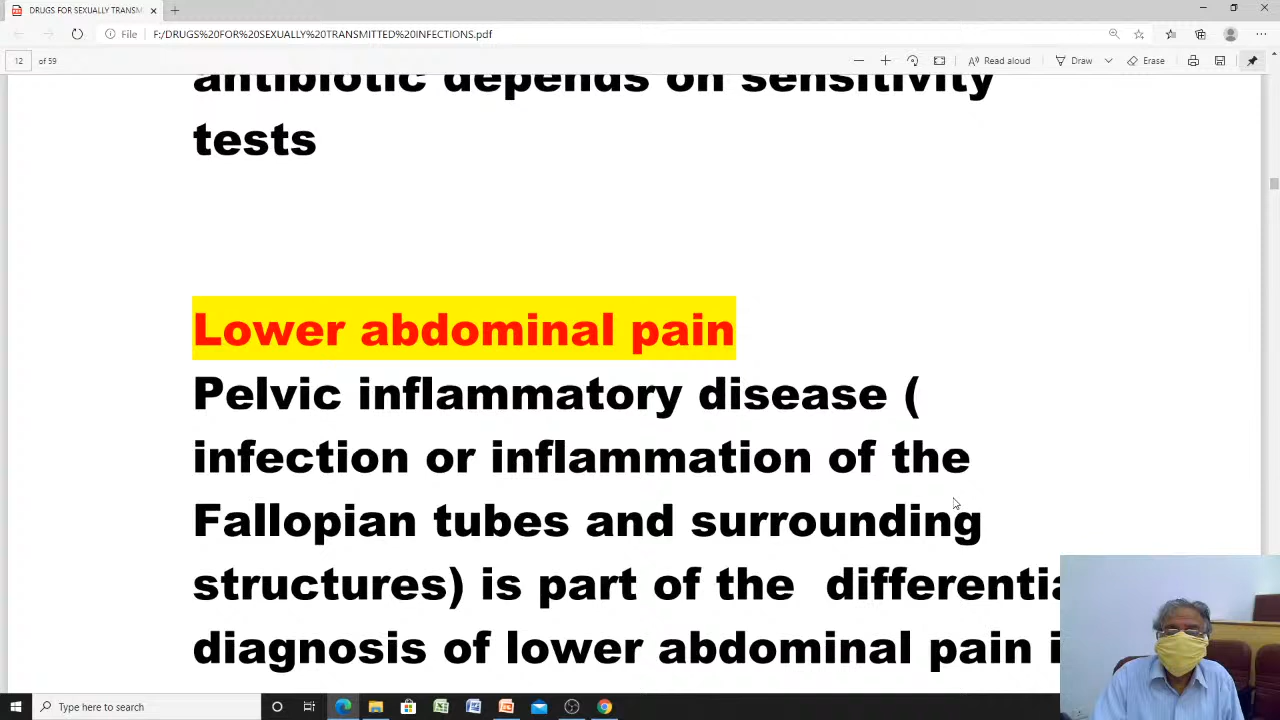 DRUGS FOR SEXUALLY TRANSM
File F:/DRUGS%20FOR%20SEXUALLY%20TRANSMITTED%20INFECTIONS.pdf
12 of 59 Read aloud Draw Erase
antibiotic depends on sensitivity
tests
Lower abdominal pain
Pelvic inflammatory disease (
infection or inflammation of the
Fallopian tubes and surrounding
structures) is part of the differentia
diagnosis of lower abdominal pain i
Type here to search